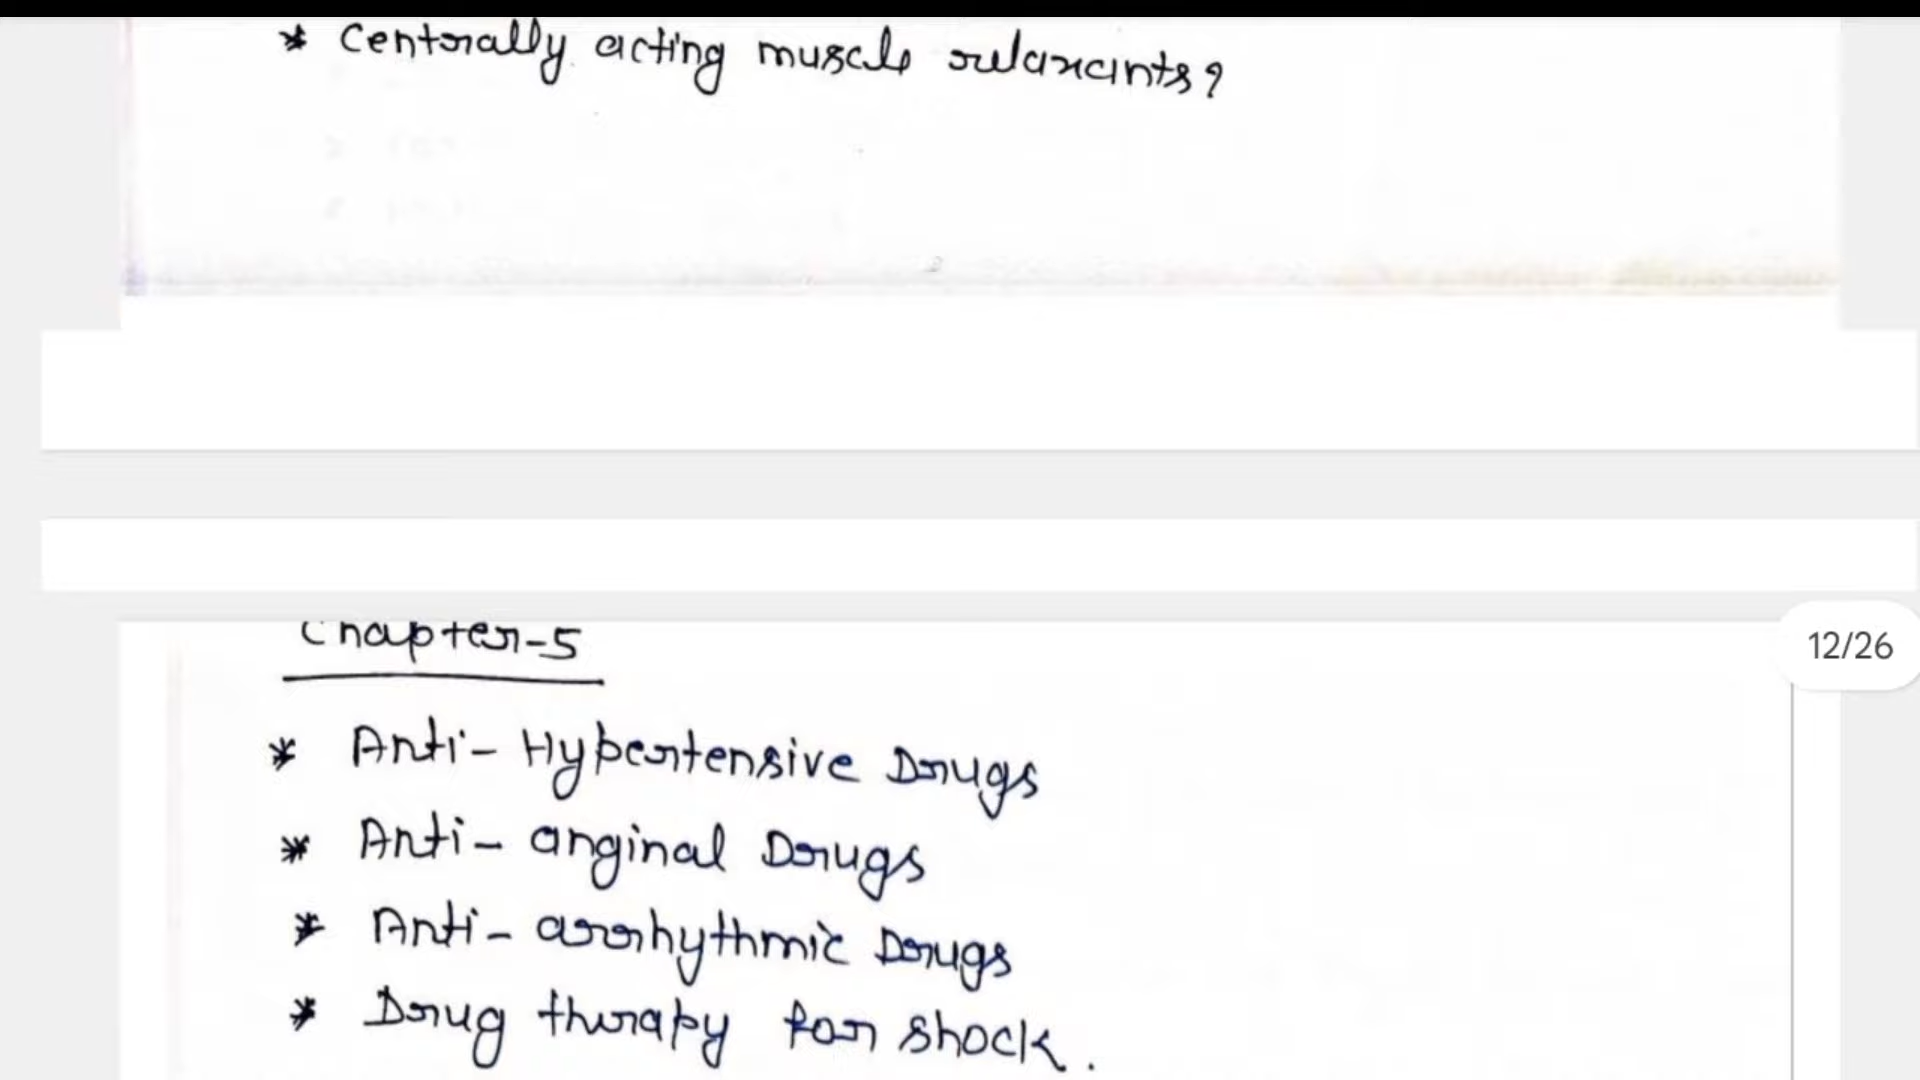 * Centrally acting muscle relaxants?
Chapter-5
12/26
* Anti- Hypertensive Drugs
* Anti- anginal Drugs
* Anti- arrhythmic Drugs
* Drug therapy for shock.